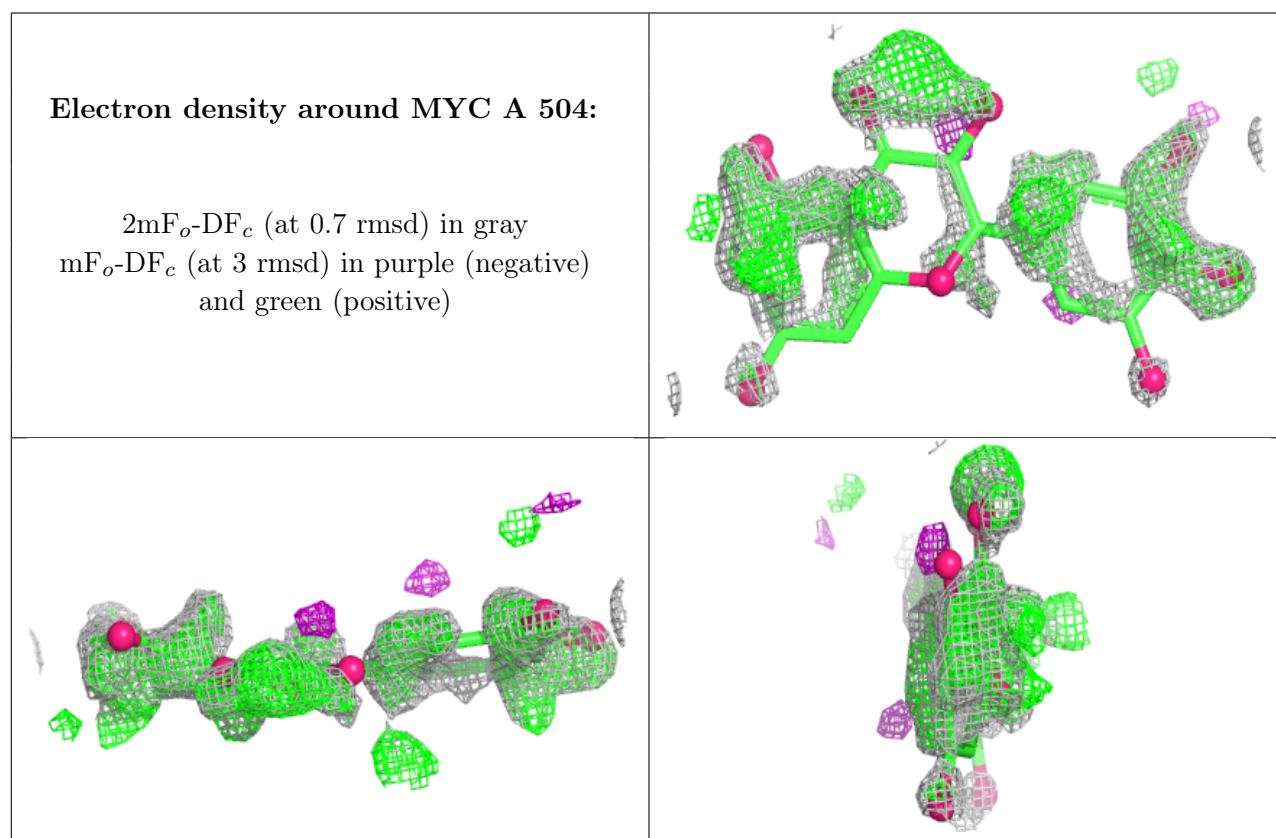 Electron density around MYC A 504:
2mFo-DFc (at 0.7 rmsd) in gray
mFo-DFc (at 3 rmsd) in purple (negative)
and green (positive)